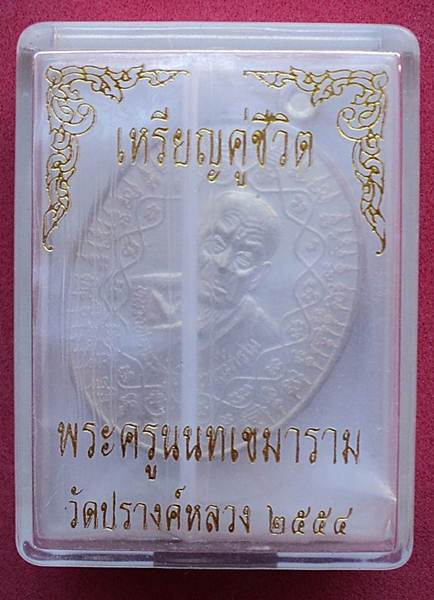 เหรียญคู่ชีวิต
พระครูนนทเขมาราม
วัดปรางค์หลวง ๒๕๕๔